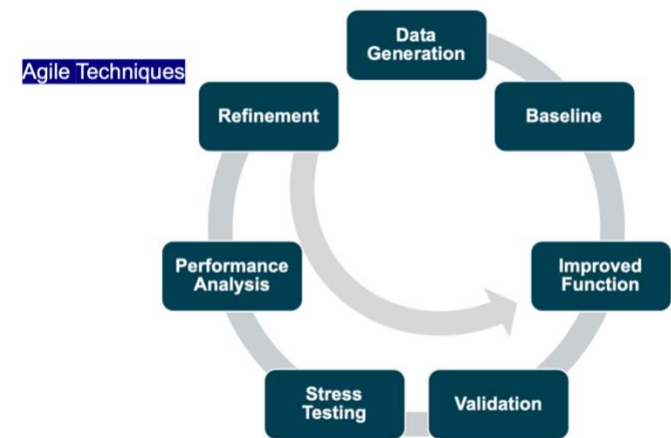 Agile Techniques
Data
Generation
Baseline
Improved
Function
Validation
Stress
Testing
Performance
Analysis
Refinement